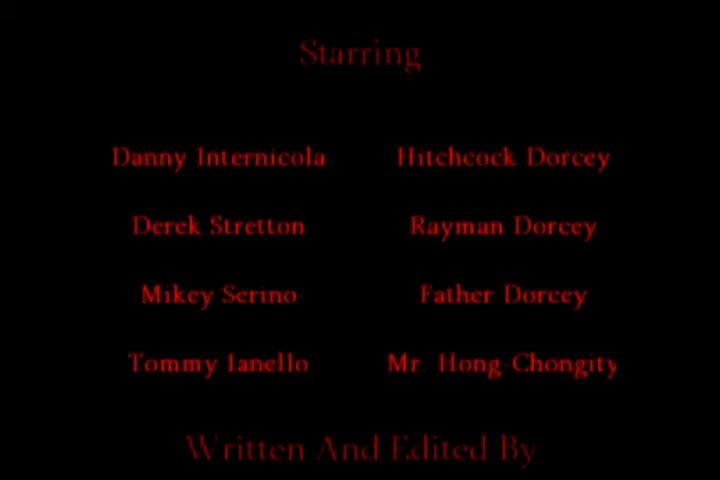 Starring
Danny Internicola Hitchcock Dorcey
Derek Stretton Rayman Dorcey
Mikey Serino Father Dorcey
Tommy Ianello Mr. Hong-Chongity
Written And Edited By